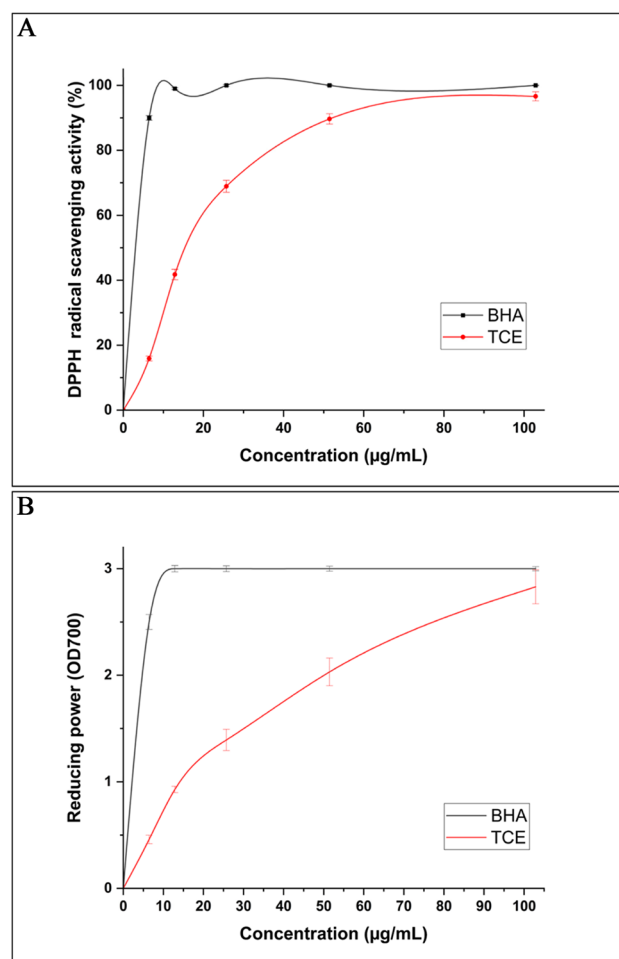 A
DPPH radical scavenging activity (%)
100
80
60
40
20
0
BHA
TCE
0 20 40 60 80 100
Concentration (µg/mL)
B
Reducing power (OD700)
3
2
1
0
BHA
TCE
0 10 20 30 40 50 60 70 80 90 100
Concentration (µg/mL)